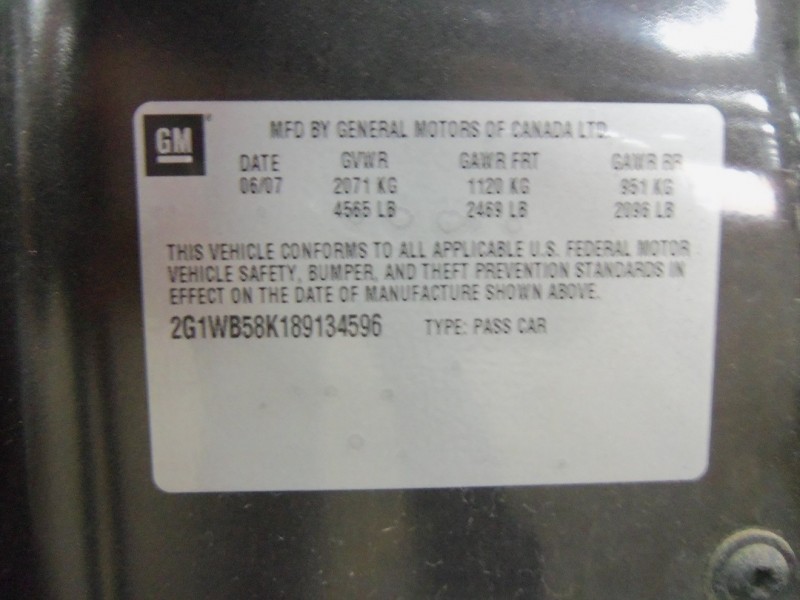 GM MFD BY GENERAL MOTORS OF CANADA LTD.
DATE GVWR GAWR FRT GAWR RR
06/07 2071 KG 1120 KG 951 KG
4565 LB 2469 LB 2096 LB
THIS VEHICLE CONFORMS TO ALL APPLICABLE U.S. FEDERAL MOTOR
VEHICLE SAFETY, BUMPER, AND THEFT PREVENTION STANDARDS IN
EFFECT ON THE DATE OF MANUFACTURE SHOWN ABOVE.
2G1WB58K189134596 TYPE: PASS CAR